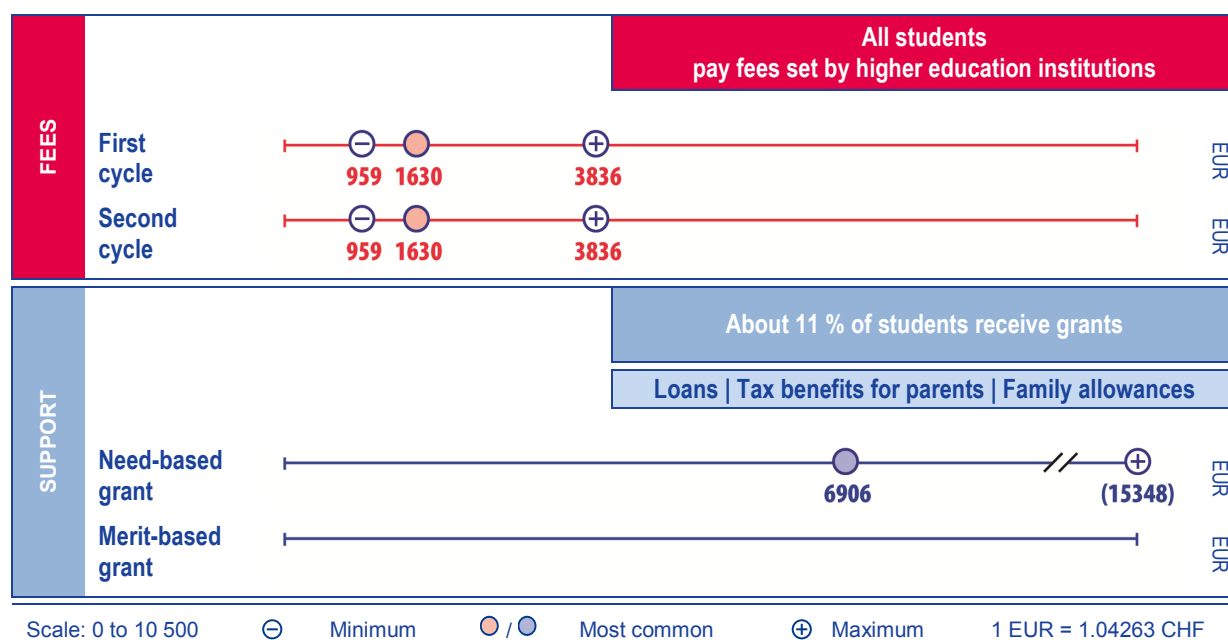 All students
pay fees set by higher education institutions
FEES
First
cycle
959 1630 3836
EUR
Second
cycle
959 1630 3836
EUR
About 11 % of students receive grants
Loans | Tax benefits for parents | Family allowances
SUPPORT
Need-based
grant
6906 (15348)
EUR
Merit-based
grant
EUR
Scale: 0 to 10 500 Minimum / Most common Maximum 1 EUR = 1.04263 CHF